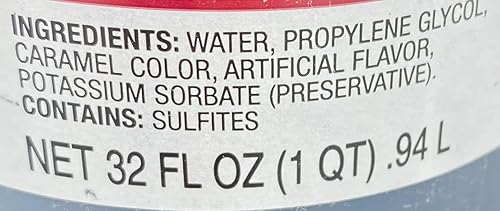 INGREDIENTS: WATER, PROPYLENE GLYCOL,
CARAMEL COLOR, ARTIFICIAL FLAVOR,
POTASSIUM SORBATE (PRESERVATIVE).
CONTAINS: SULFITES
NET 32 FL OZ (1 QT) .94 L